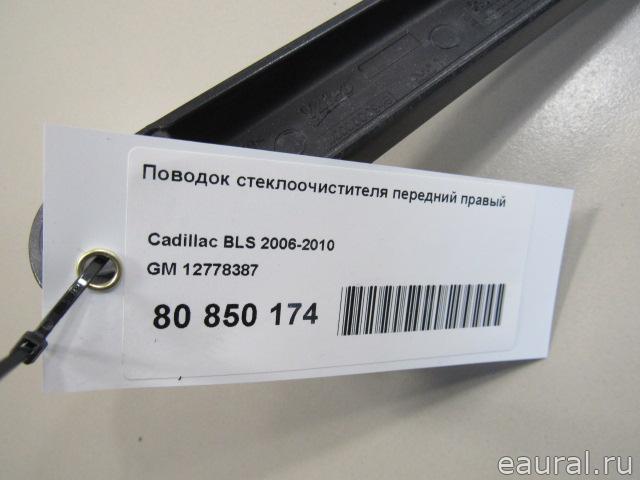 Поводок стеклоочистителя передний правый
Cadillac BLS 2006-2010
GM 12778387
80 850 174
eaural.ru